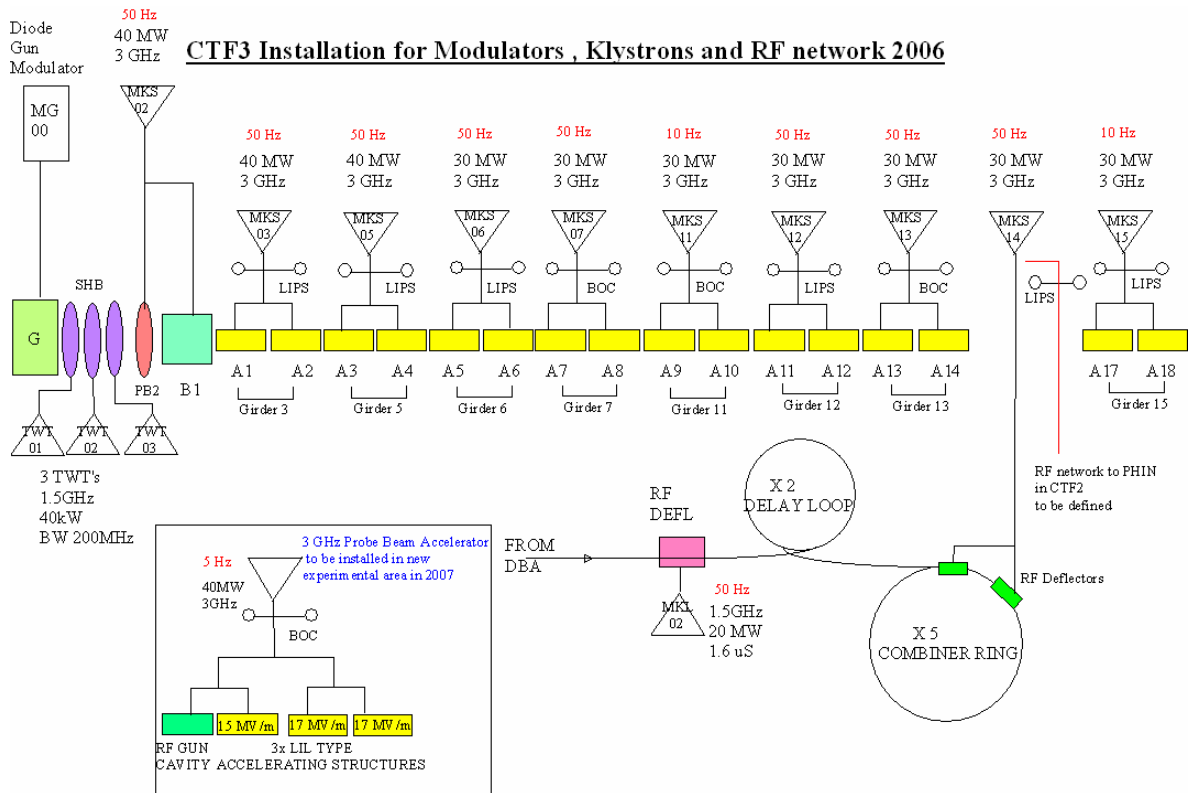 CTF3 Installation for Modulators , Klystrons and RF network 2006
Diode
Gun
Modulator
MG
00
50 Hz
40 MW
3 GHz
MKS
02
50 Hz
40 MW
3 GHz
MKS
03
LIPS
50 Hz
40 MW
3 GHz
MKS
05
LIPS
50 Hz
30 MW
3 GHz
MKS
06
LIPS
50 Hz
30 MW
3 GHz
MKS
07
BOC
10 Hz
30 MW
3 GHz
MKS
11
BOC
50 Hz
30 MW
3 GHz
MKS
12
LIPS
50 Hz
30 MW
3 GHz
MKS
13
BOC
50 Hz
30 MW
3 GHz
MKS
14
LIPS
10 Hz
30 MW
3 GHz
MKS
15
LIPS
SHB
G
PB2
B1
A1 A2
Girder 3
A3 A4
Girder 5
A5 A6
Girder 6
A7 A8
Girder 7
A9 A10
Girder 11
A11 A12
Girder 12
A13 A14
Girder 13
A17 A18
Girder 15
TWT
01
TWT
02
TWT
03
3 TWT's
1.5GHz
40kW
BW 200MHz
RF network to PHIN
in CTF2
to be defined
X 2
DELAY LOOP
RF
DEFL
FROM
DBA
MKL
02
50 Hz
1.5GHz
20 MW
1.6 uS
RF Deflectors
X 5
COMBINER RING
3 GHz Probe Beam Accelerator
to be installed in new
experimental area in 2007
5 Hz
40MW
3GHz
BOC
15 MV/m
17 MV/m
17 MV/m
RF GUN 3x LIL TYPE
CAVITY ACCELERATING STRUCTURES